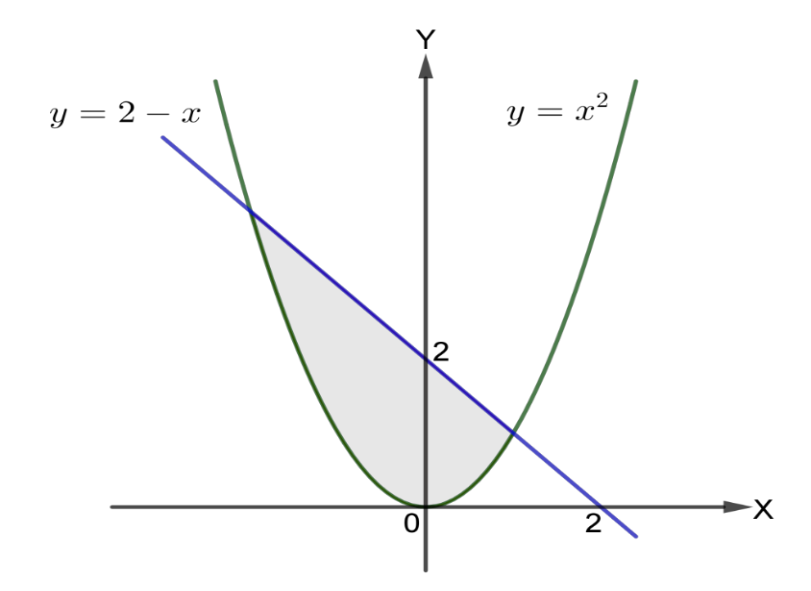 Y
y = 2 − x
y = x²
2
0
2
X